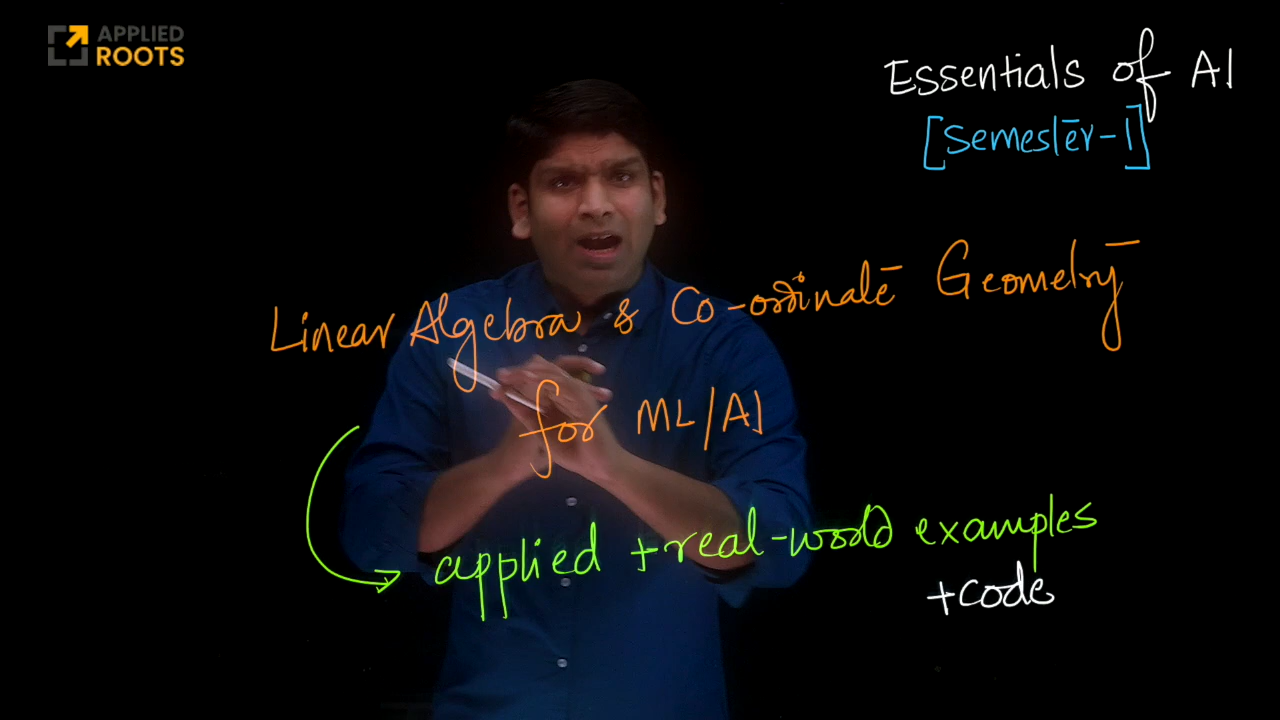 APPLIED
ROOTS
Essentials of AI
[Semester-1]
Linear Algebra & Co-ordinate Geometry
for ML/AI
applied + real-world examples
+ code